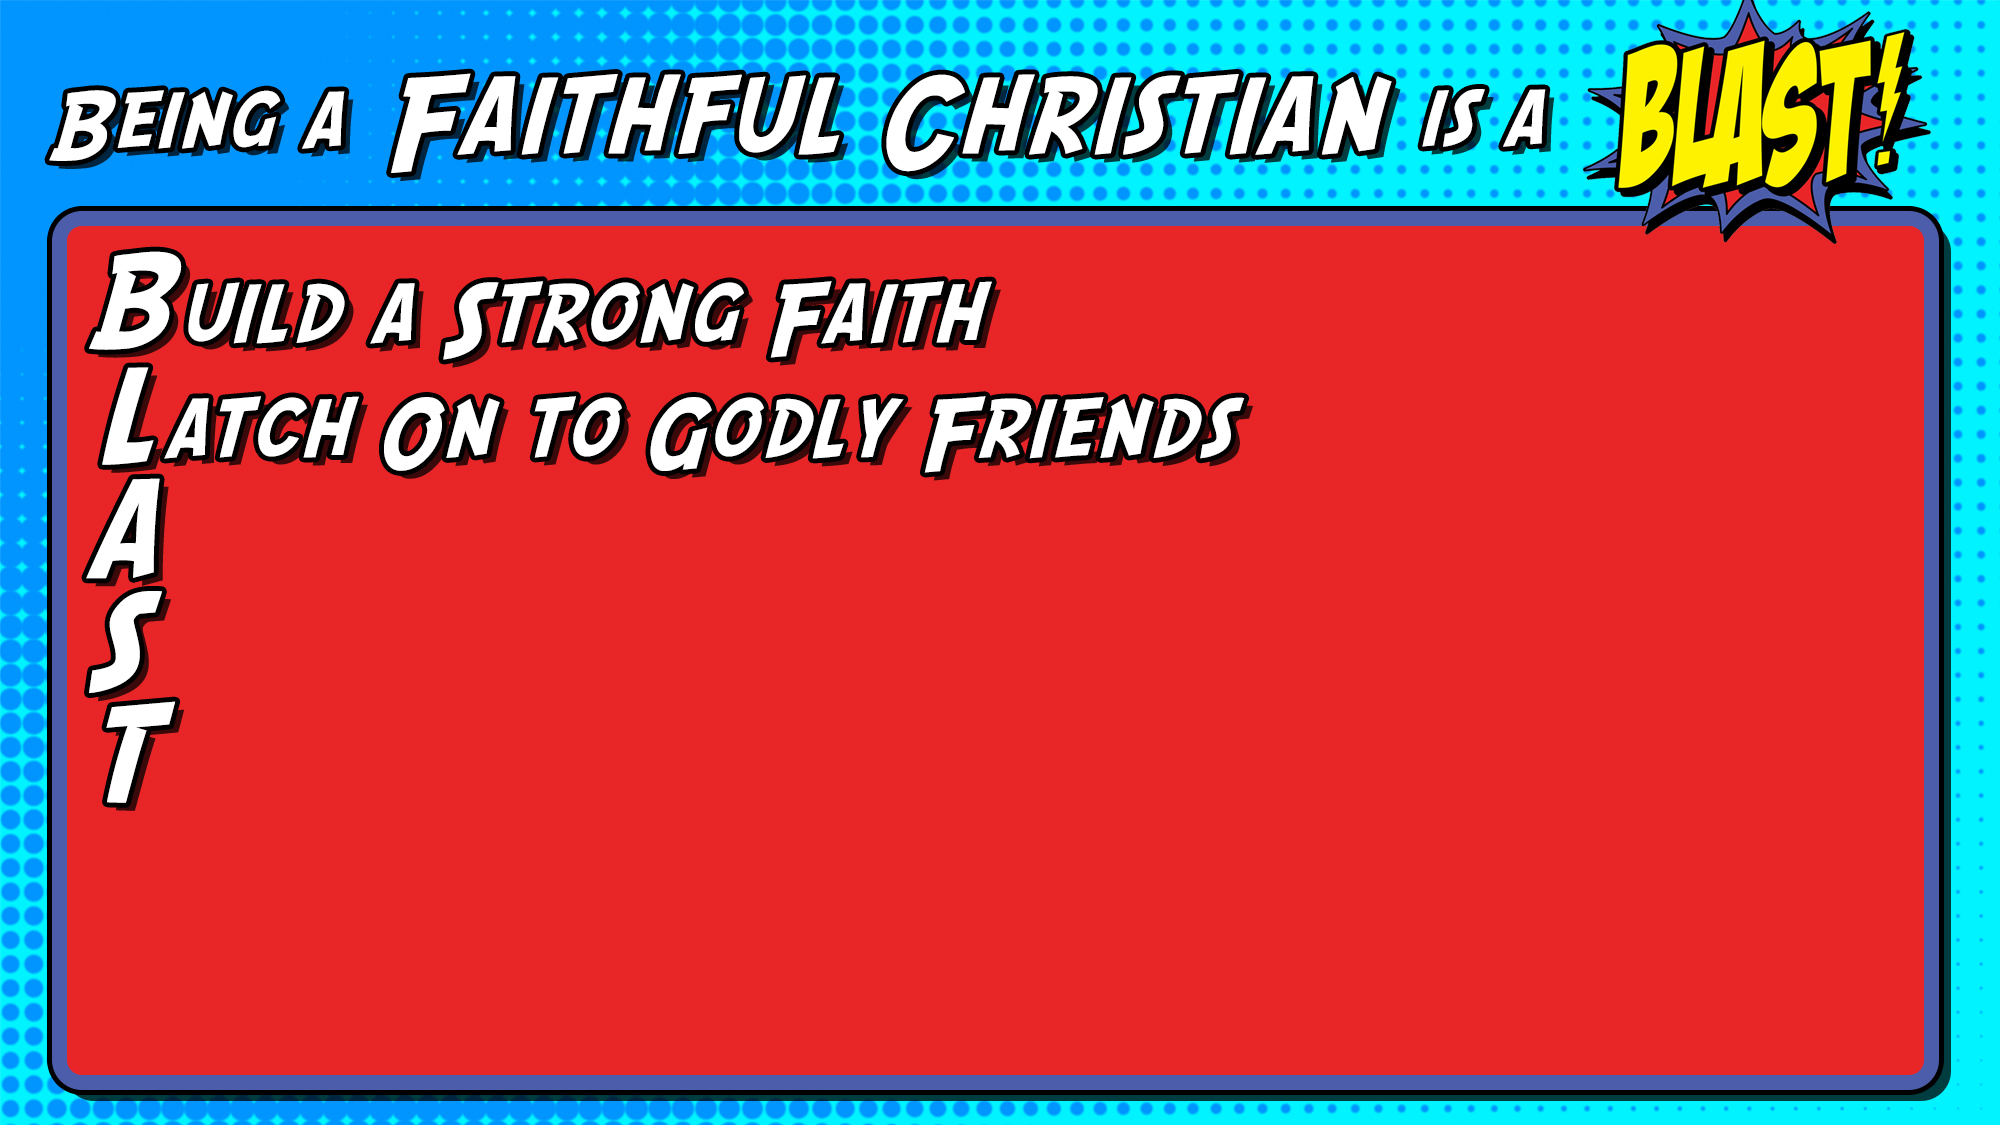 Being a Faithful Christian is a BLAST!
Build a Strong Faith
Latch On to Godly Friends
A
S
T